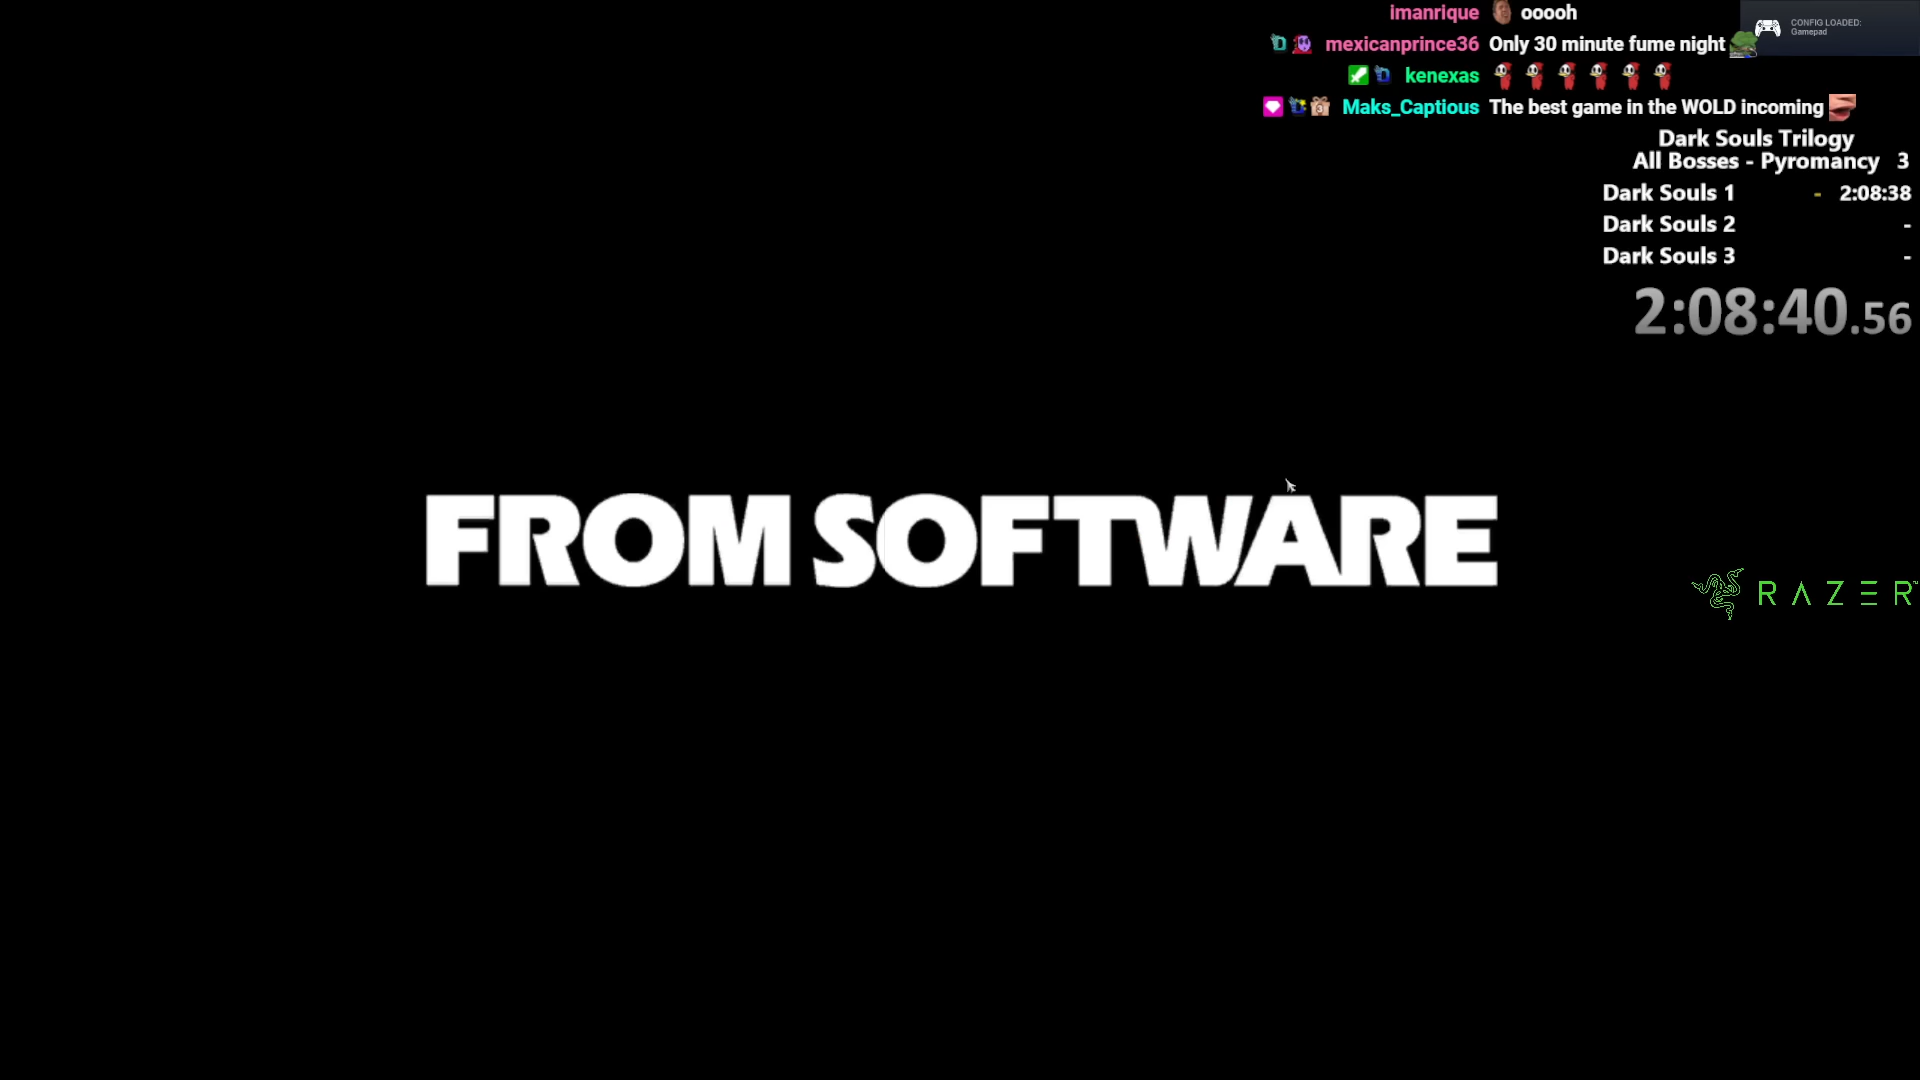 imanrique ooooh
CONFIG LOADED:
Gamepad
mexicanprince36 Only 30 minute fume night
kenexas
Maks_Captious The best game in the WOLD incoming
Dark Souls Trilogy
All Bosses - Pyromancy 3
Dark Souls 1 - 2:08:38
Dark Souls 2 -
Dark Souls 3 -
2:08:40.56
FROM SOFTWARE
RAZER™